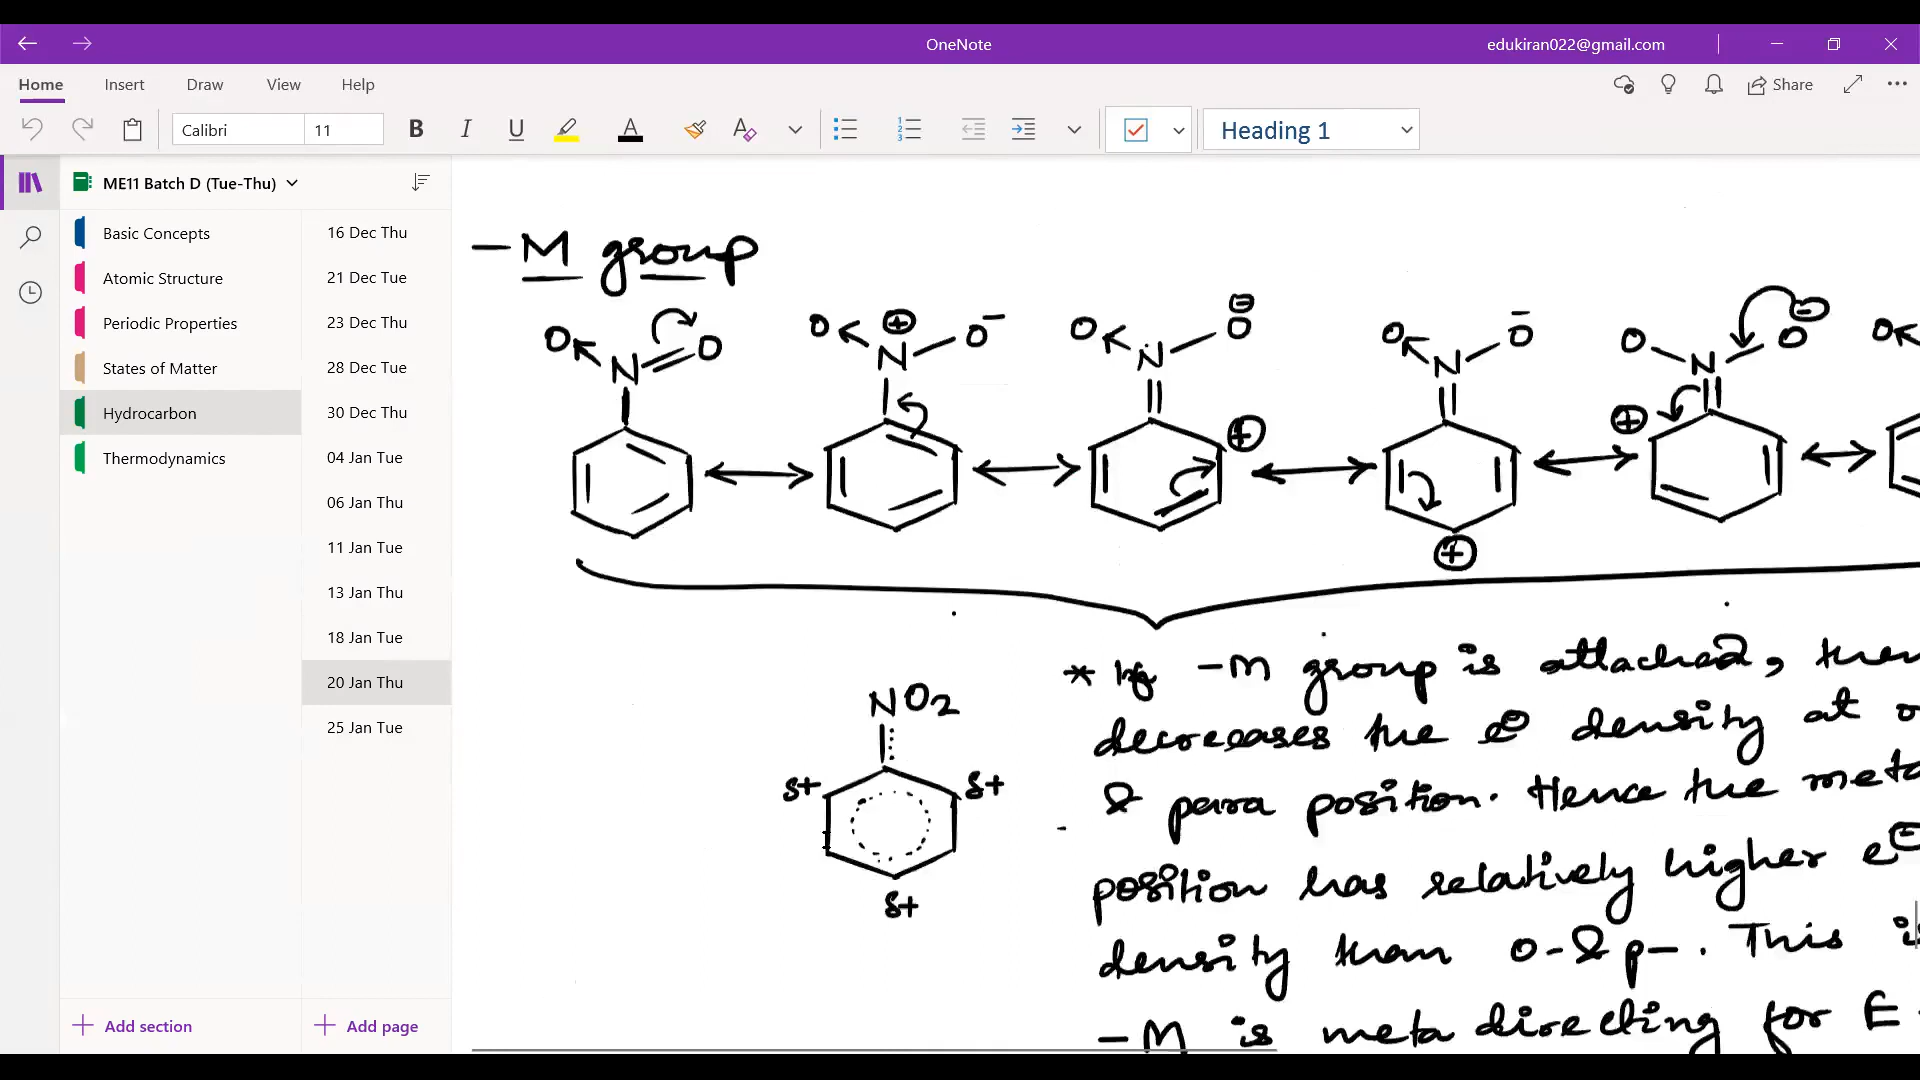 OneNote
edukiran022@gmail.com
Home Insert Draw View Help
Share
Calibri 11 B I U A Heading 1
ME11 Batch D (Tue-Thu)
Basic Concepts
Atomic Structure
Periodic Properties
States of Matter
Hydrocarbon
Thermodynamics
16 Dec Thu
21 Dec Tue
23 Dec Thu
28 Dec Tue
30 Dec Thu
04 Jan Tue
06 Jan Thu
11 Jan Tue
13 Jan Thu
18 Jan Tue
20 Jan Thu
25 Jan Tue
Add section
Add page
-M group
O N O
O N ⊕ O⁻
O N O ⊖ ⊕
O N O⁻ ⊕
O N O ⊖ ⊕
O
NO2
δ+ δ+
δ+
* If -M group is attached,
decreases the e⊖ density at
& para position. Hence the meta
position has relatively higher e⊖
density than o- & p-. This
-M is meta directing for E